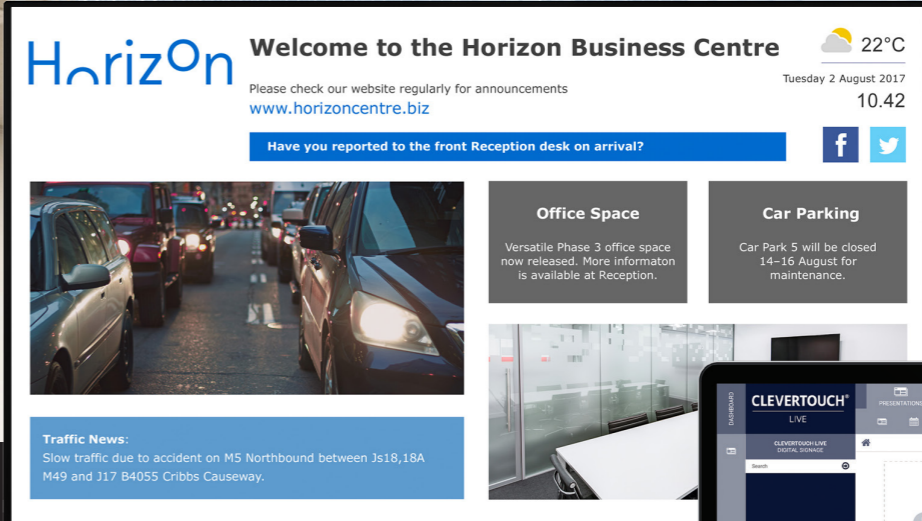 Horizon
Welcome to the Horizon Business Centre
Please check our website regularly for announcements
www.horizoncentre.biz
Have you reported to the front Reception desk on arrival?
22°C
Tuesday 2 August 2017
10.42
f
Office Space
Versatile Phase 3 office space
now released. More informaton
is available at Reception.
Car Parking
Car Park 5 will be closed
14–16 August for
maintenance.
Traffic News:
Slow traffic due to accident on M5 Northbound between Js18,18A
M49 and J17 B4055 Cribbs Causeway.
DASHBOARD
CLEVERTOUCH®
LIVE
CLEVERTOUCH LIVE
DIGITAL SIGNAGE
Search
PRESENTATIONS